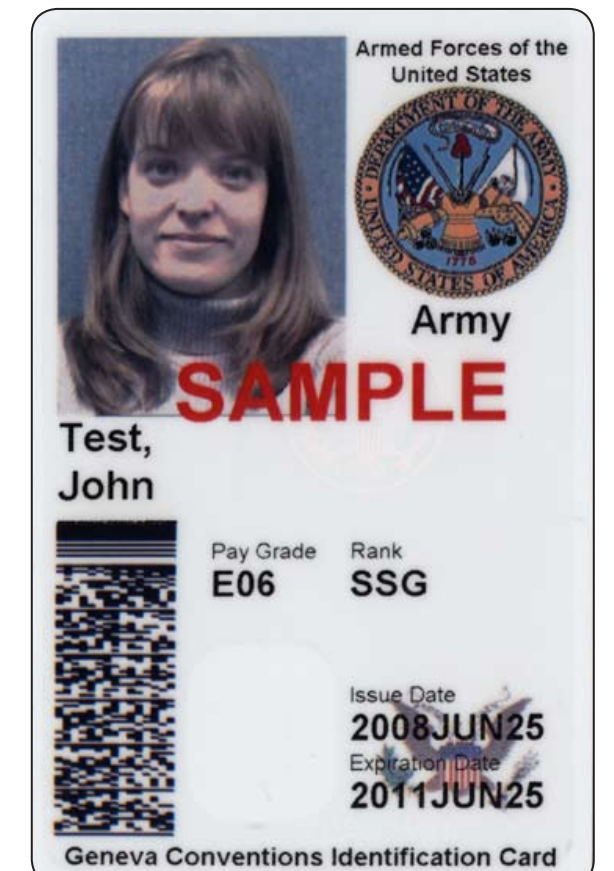 Armed Forces of the
United States
DEPARTMENT OF THE ARMY
UNITED STATES OF AMERICA
1775
Army
SAMPLE
Test,
John
Pay Grade Rank
E06 SSG
Issue Date
2008JUN25
Expiration Date
2011JUN25
Geneva Conventions Identification Card